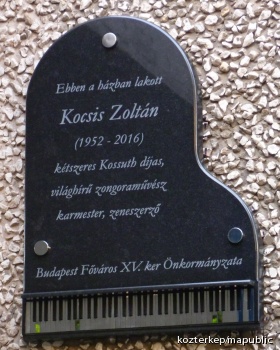 Ebben a házban lakott
Kocsis Zoltán
(1952 - 2016)
kétszeres Kossuth díjas,
világhírű zongoraművész
karmester, zeneszerző
Budapest Főváros XV. ker Önkormányzata
kozterkep/mapublic